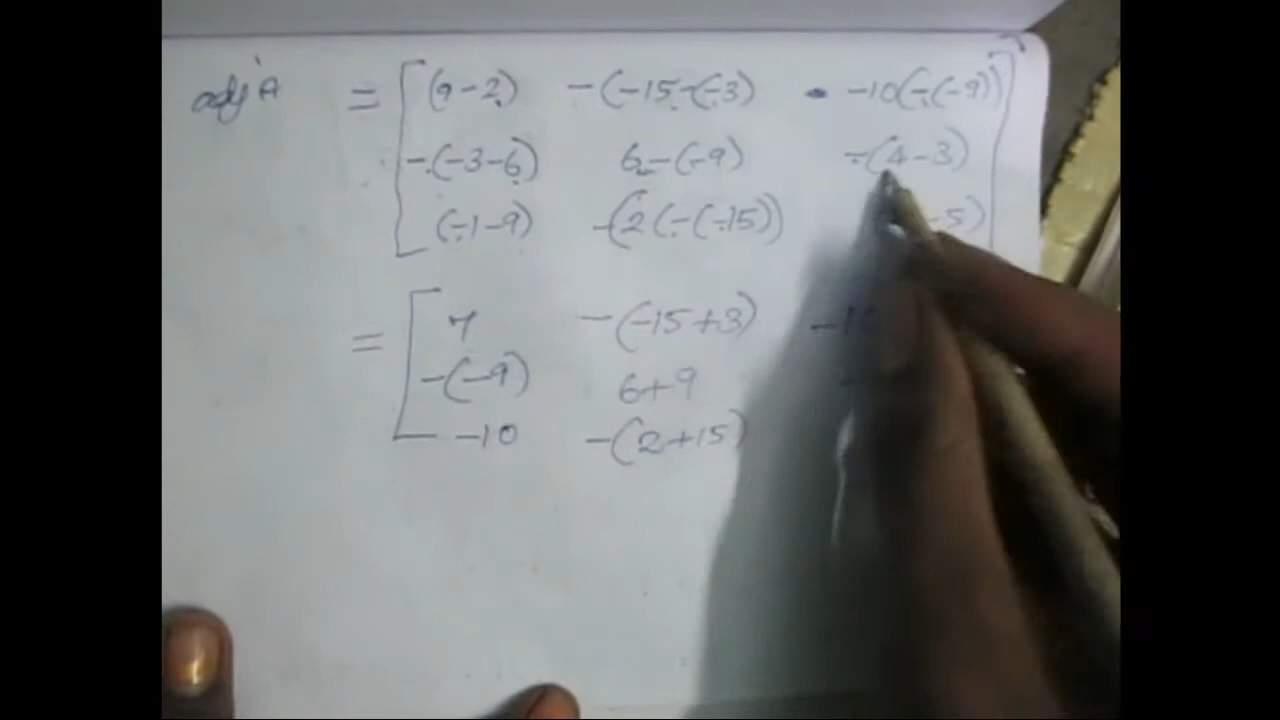 adj A = [ (9-2) -(-15-(-3) -10(-(-9))
-(-3-6) 6-(-9) -(4-3)
(-1-9) -(2(-(-15)) -5) ]
= [ 7 -(-15+3)
-(-9) 6+9
-10 -(2+15)